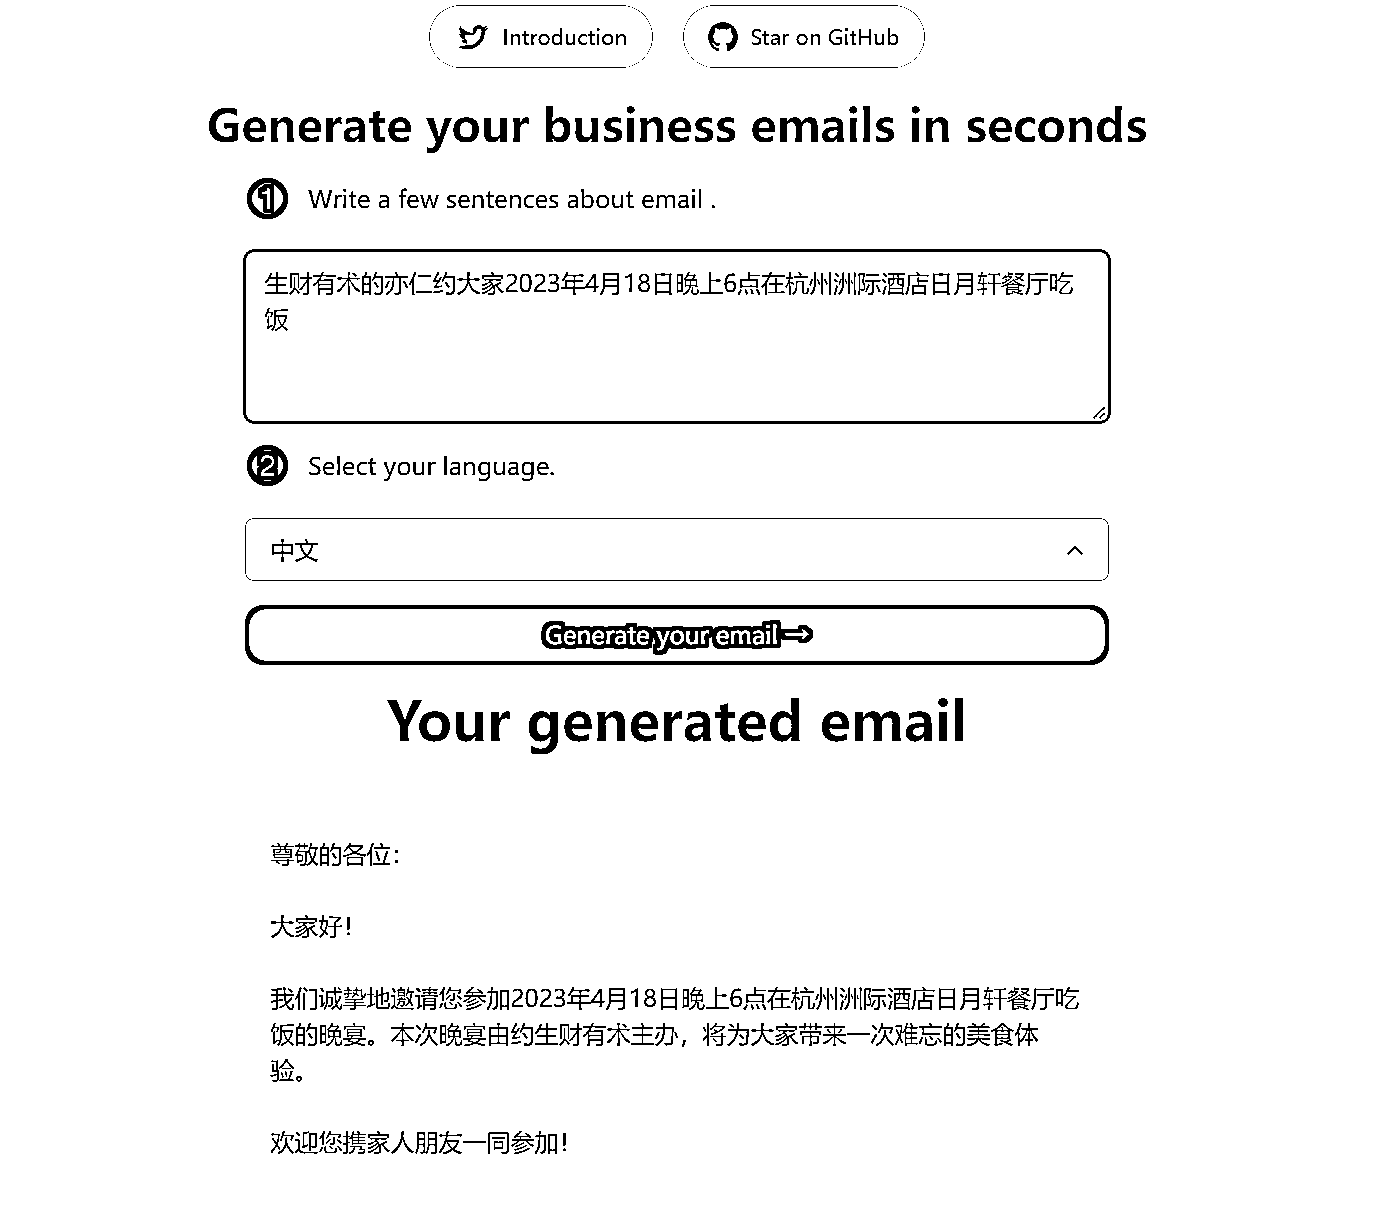 Introduction
Star on GitHub
Generate your business emails in seconds
1 Write a few sentences about email .
生财有术的亦仁约大家2023年4月18日晚上6点在杭州洲际酒店日月轩餐厅吃
饭
2 Select your language.
中文
Generate your email →
Your generated email
尊敬的各位：
大家好！
我们诚挚地邀请您参加2023年4月18日晚上6点在杭州洲际酒店日月轩餐厅吃
饭的晚宴。本次晚宴由约生财有术主办，将为大家带来一次难忘的美食体
验。
欢迎您携家人朋友一同参加！